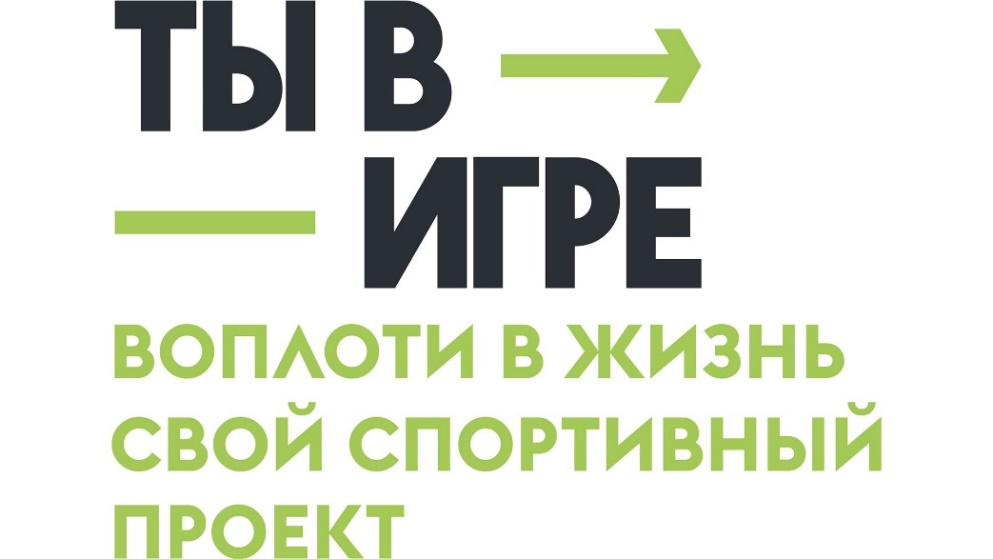 ТЫ В
ИГРЕ
ВОПЛОТИ В ЖИЗНЬ
СВОЙ СПОРТИВНЫЙ
ПРОЕКТ